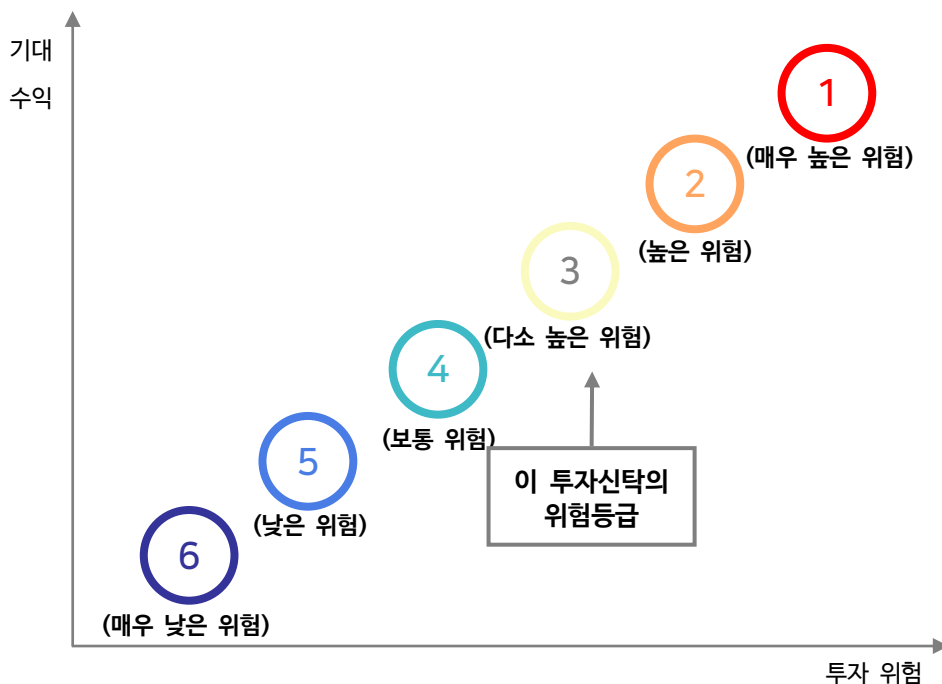 기대
수익
1
(매우 높은 위험)
2
(높은 위험)
3
(다소 높은 위험)
4
(보통 위험)
5
(낮은 위험)
이 투자신탁의
위험등급
6
(매우 낮은 위험)
투자 위험